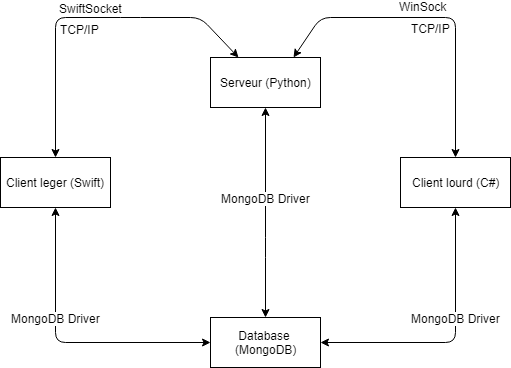 SwiftSocket
WinSock
TCP/IP
TCP/IP
Serveur (Python)
Client leger (Swift)
MongoDB Driver
Client lourd (C#)
MongoDB Driver
MongoDB Driver
Database
(MongoDB)